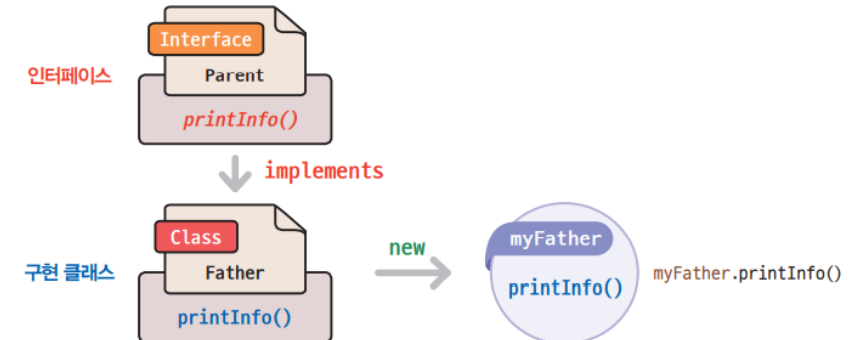 Interface
인터페이스
Parent
printInfo()
implements
Class
구현 클래스
Father
printInfo()
new
myFather
printInfo()
myFather.printInfo()